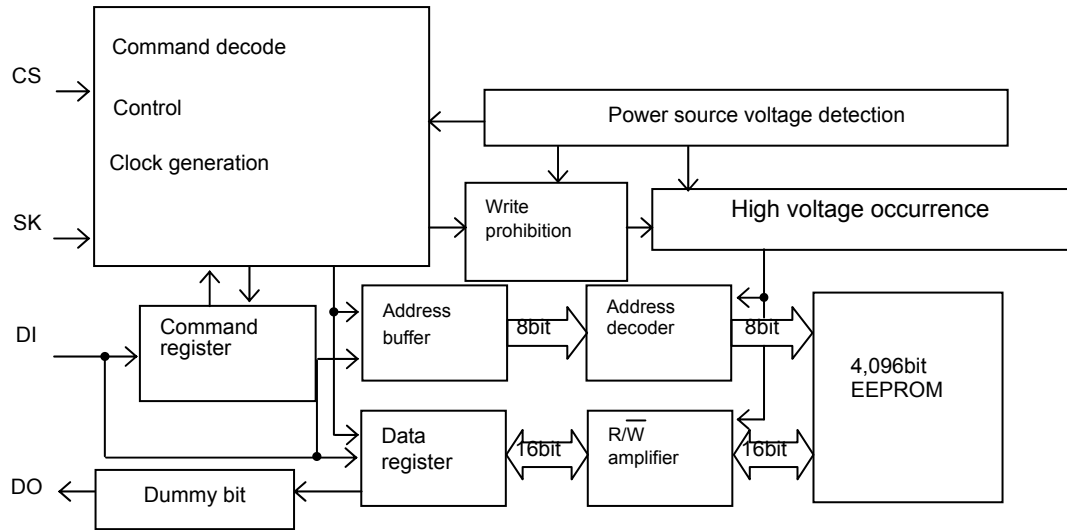 Command decode
CS
Control
Power source voltage detection
Clock generation
SK
Write
prohibition
High voltage occurrence
DI
Command
register
Address
buffer
8bit
Address
decoder
8bit
4,096bit
EEPROM
Data
register
16bit
R/W̅
amplifier
16bit
DO
Dummy bit